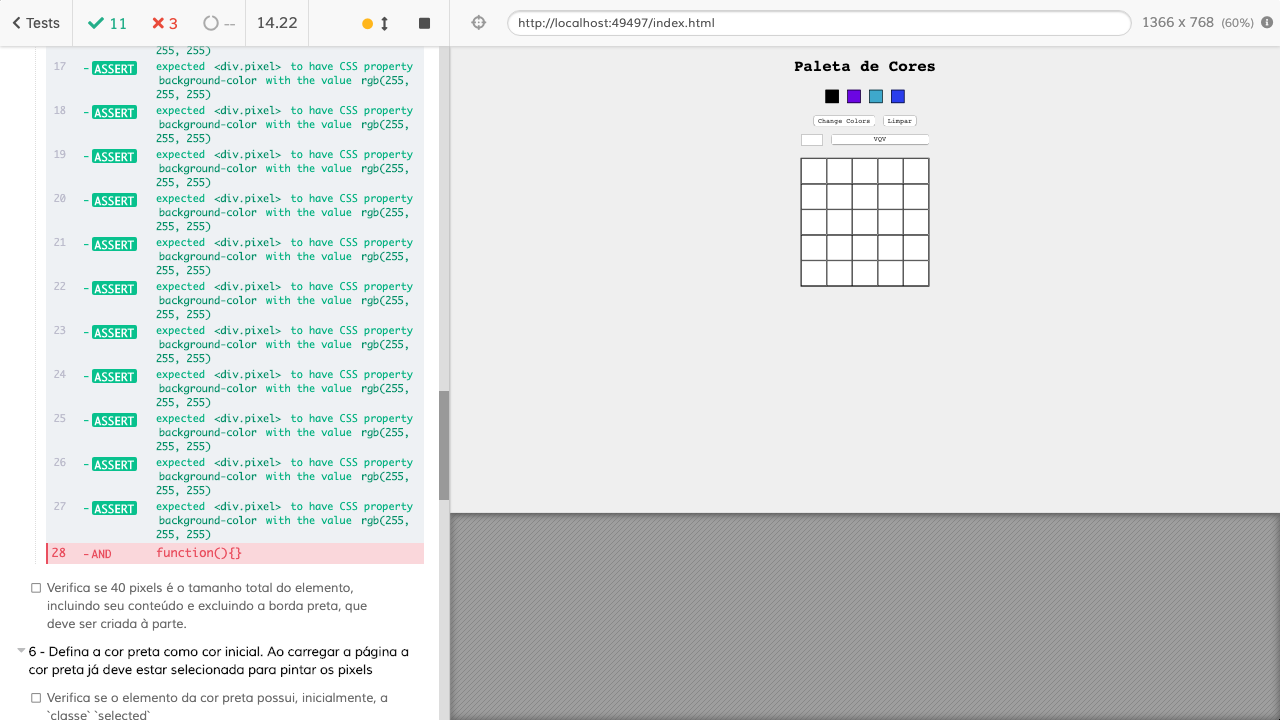 Tests 11 3 -- 14.22 http://localhost:49497/index.html 1366 x 768 (60%)
255, 255)
17 - ASSERT expected <div.pixel> to have CSS property
background-color with the value rgb(255,
255, 255)
18 - ASSERT expected <div.pixel> to have CSS property
background-color with the value rgb(255,
255, 255)
19 - ASSERT expected <div.pixel> to have CSS property
background-color with the value rgb(255,
255, 255)
20 - ASSERT expected <div.pixel> to have CSS property
background-color with the value rgb(255,
255, 255)
21 - ASSERT expected <div.pixel> to have CSS property
background-color with the value rgb(255,
255, 255)
22 - ASSERT expected <div.pixel> to have CSS property
background-color with the value rgb(255,
255, 255)
23 - ASSERT expected <div.pixel> to have CSS property
background-color with the value rgb(255,
255, 255)
24 - ASSERT expected <div.pixel> to have CSS property
background-color with the value rgb(255,
255, 255)
25 - ASSERT expected <div.pixel> to have CSS property
background-color with the value rgb(255,
255, 255)
26 - ASSERT expected <div.pixel> to have CSS property
background-color with the value rgb(255,
255, 255)
27 - ASSERT expected <div.pixel> to have CSS property
background-color with the value rgb(255,
255, 255)
28 - AND function(){}
Verifica se 40 pixels é o tamanho total do elemento,
incluindo seu conteúdo e excluindo a borda preta, que
deve ser criada à parte.
6 - Defina a cor preta como cor inicial. Ao carregar a página a
cor preta já deve estar selecionada para pintar os pixels
Verifica se o elemento da cor preta possui, inicialmente, a
`classe` `selected`
Paleta de Cores
Change Colors Limpar
VQV